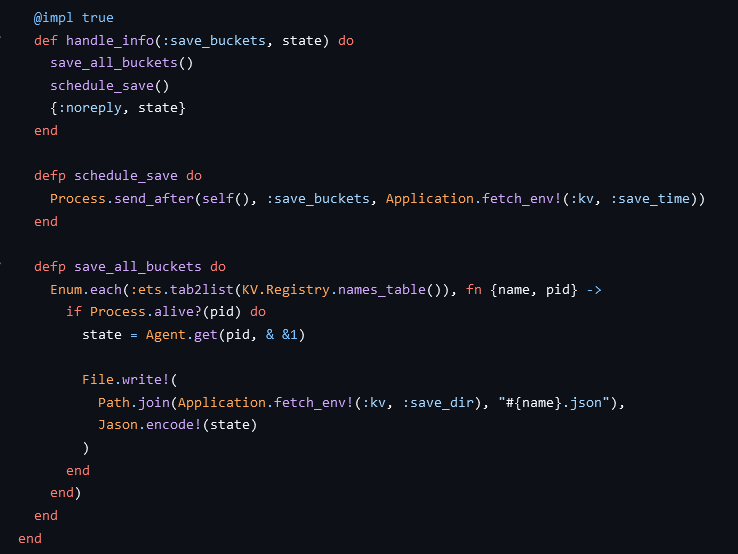 @impl true
def handle_info(:save_buckets, state) do
save_all_buckets()
schedule_save()
{:noreply, state}
end
defp schedule_save do
Process.send_after(self(), :save_buckets, Application.fetch_env!(:kv, :save_time))
end
defp save_all_buckets do
Enum.each(:ets.tab2list(KV.Registry.names_table()), fn {name, pid} ->
if Process.alive?(pid) do
state = Agent.get(pid, & &1)
File.write!(
Path.join(Application.fetch_env!(:kv, :save_dir), "#{name}.json"),
Jason.encode!(state)
)
end
end)
end
end